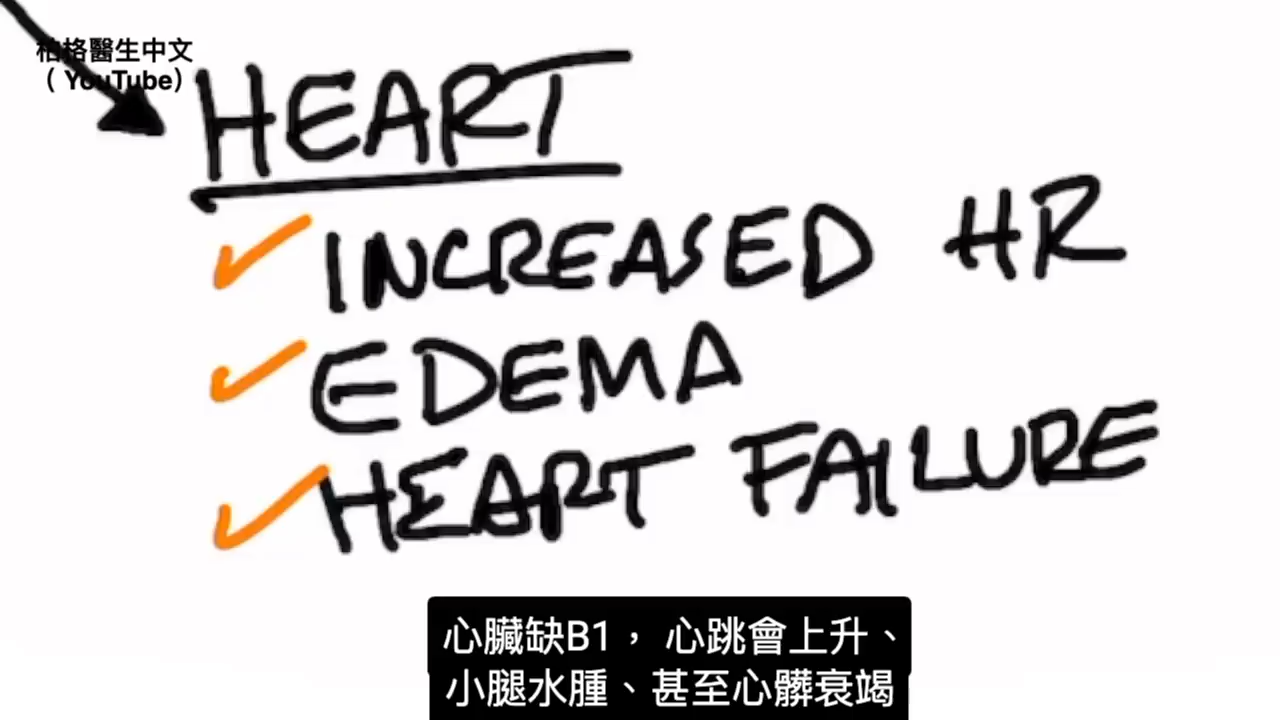 柏格醫生中文
（ YouTube）
HEART
INCREASED HR
EDEMA
HEART FAILURE
心臟缺B1， 心跳會上升、
小腿水腫、甚至心髒衰竭